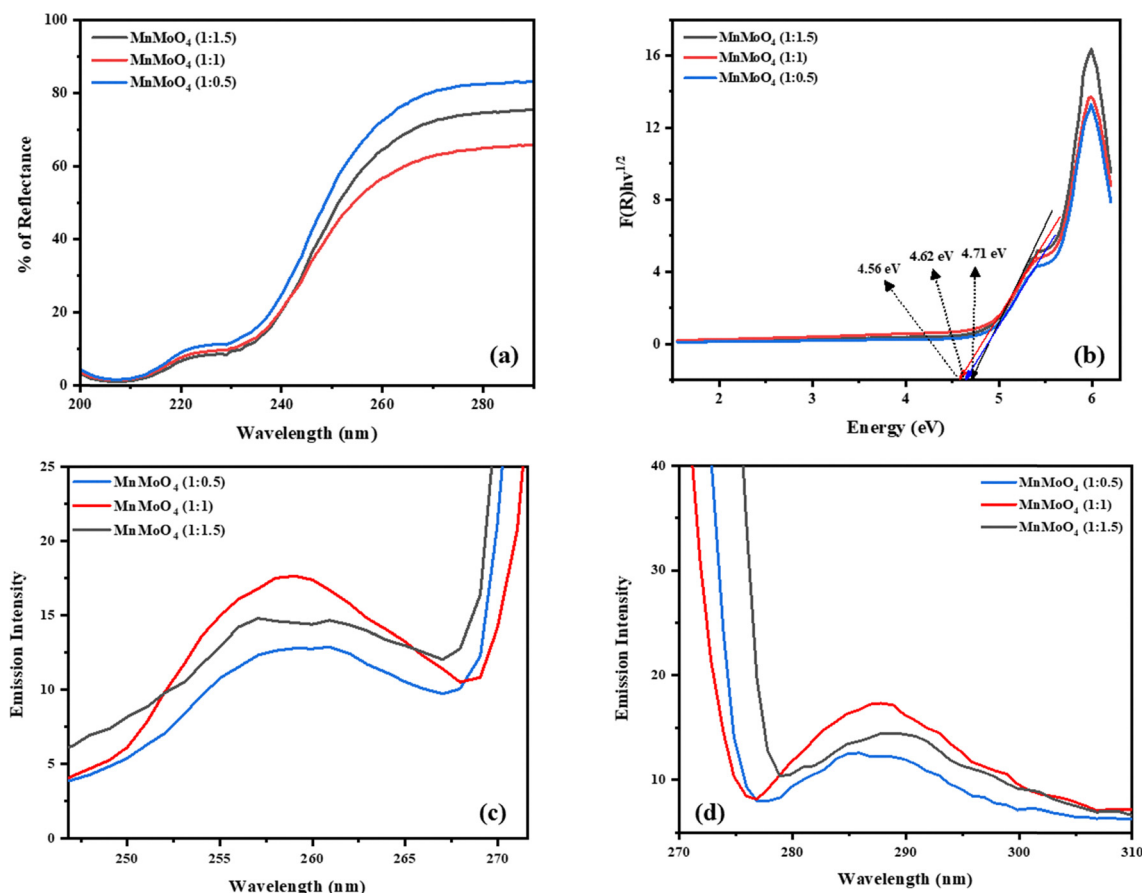 100
80
60
40
20
0
% of Reflectance
MnMoO₄ (1:1.5)
MnMoO₄ (1:1)
MnMoO₄ (1:0.5)
(a)
200 220 240 260 280
Wavelength (nm)
16
12
8
4
0
F(R)hv^1/2
MnMoO₄ (1:1.5)
MnMoO₄ (1:1)
MnMoO₄ (1:0.5)
4.56 eV 4.62 eV 4.71 eV
(b)
2 3 4 5 6
Energy (eV)
25
20
15
10
5
0
Emission Intensity
MnMoO₄ (1:0.5)
MnMoO₄ (1:1)
MnMoO₄ (1:1.5)
(c)
250 255 260 265 270
Wavelength (nm)
40
30
20
10
Emission Intensity
MnMoO₄ (1:0.5)
MnMoO₄ (1:1)
MnMoO₄ (1:1.5)
(d)
270 280 290 300 310
Wavelength (nm)